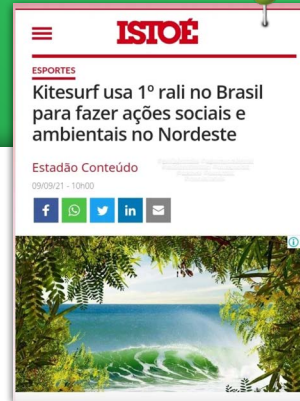 ISTOÉ
ESPORTES
Kitesurf usa 1º rali no Brasil
para fazer ações sociais e
ambientais no Nordeste
Estadão Conteúdo
09/09/21 - 10h00